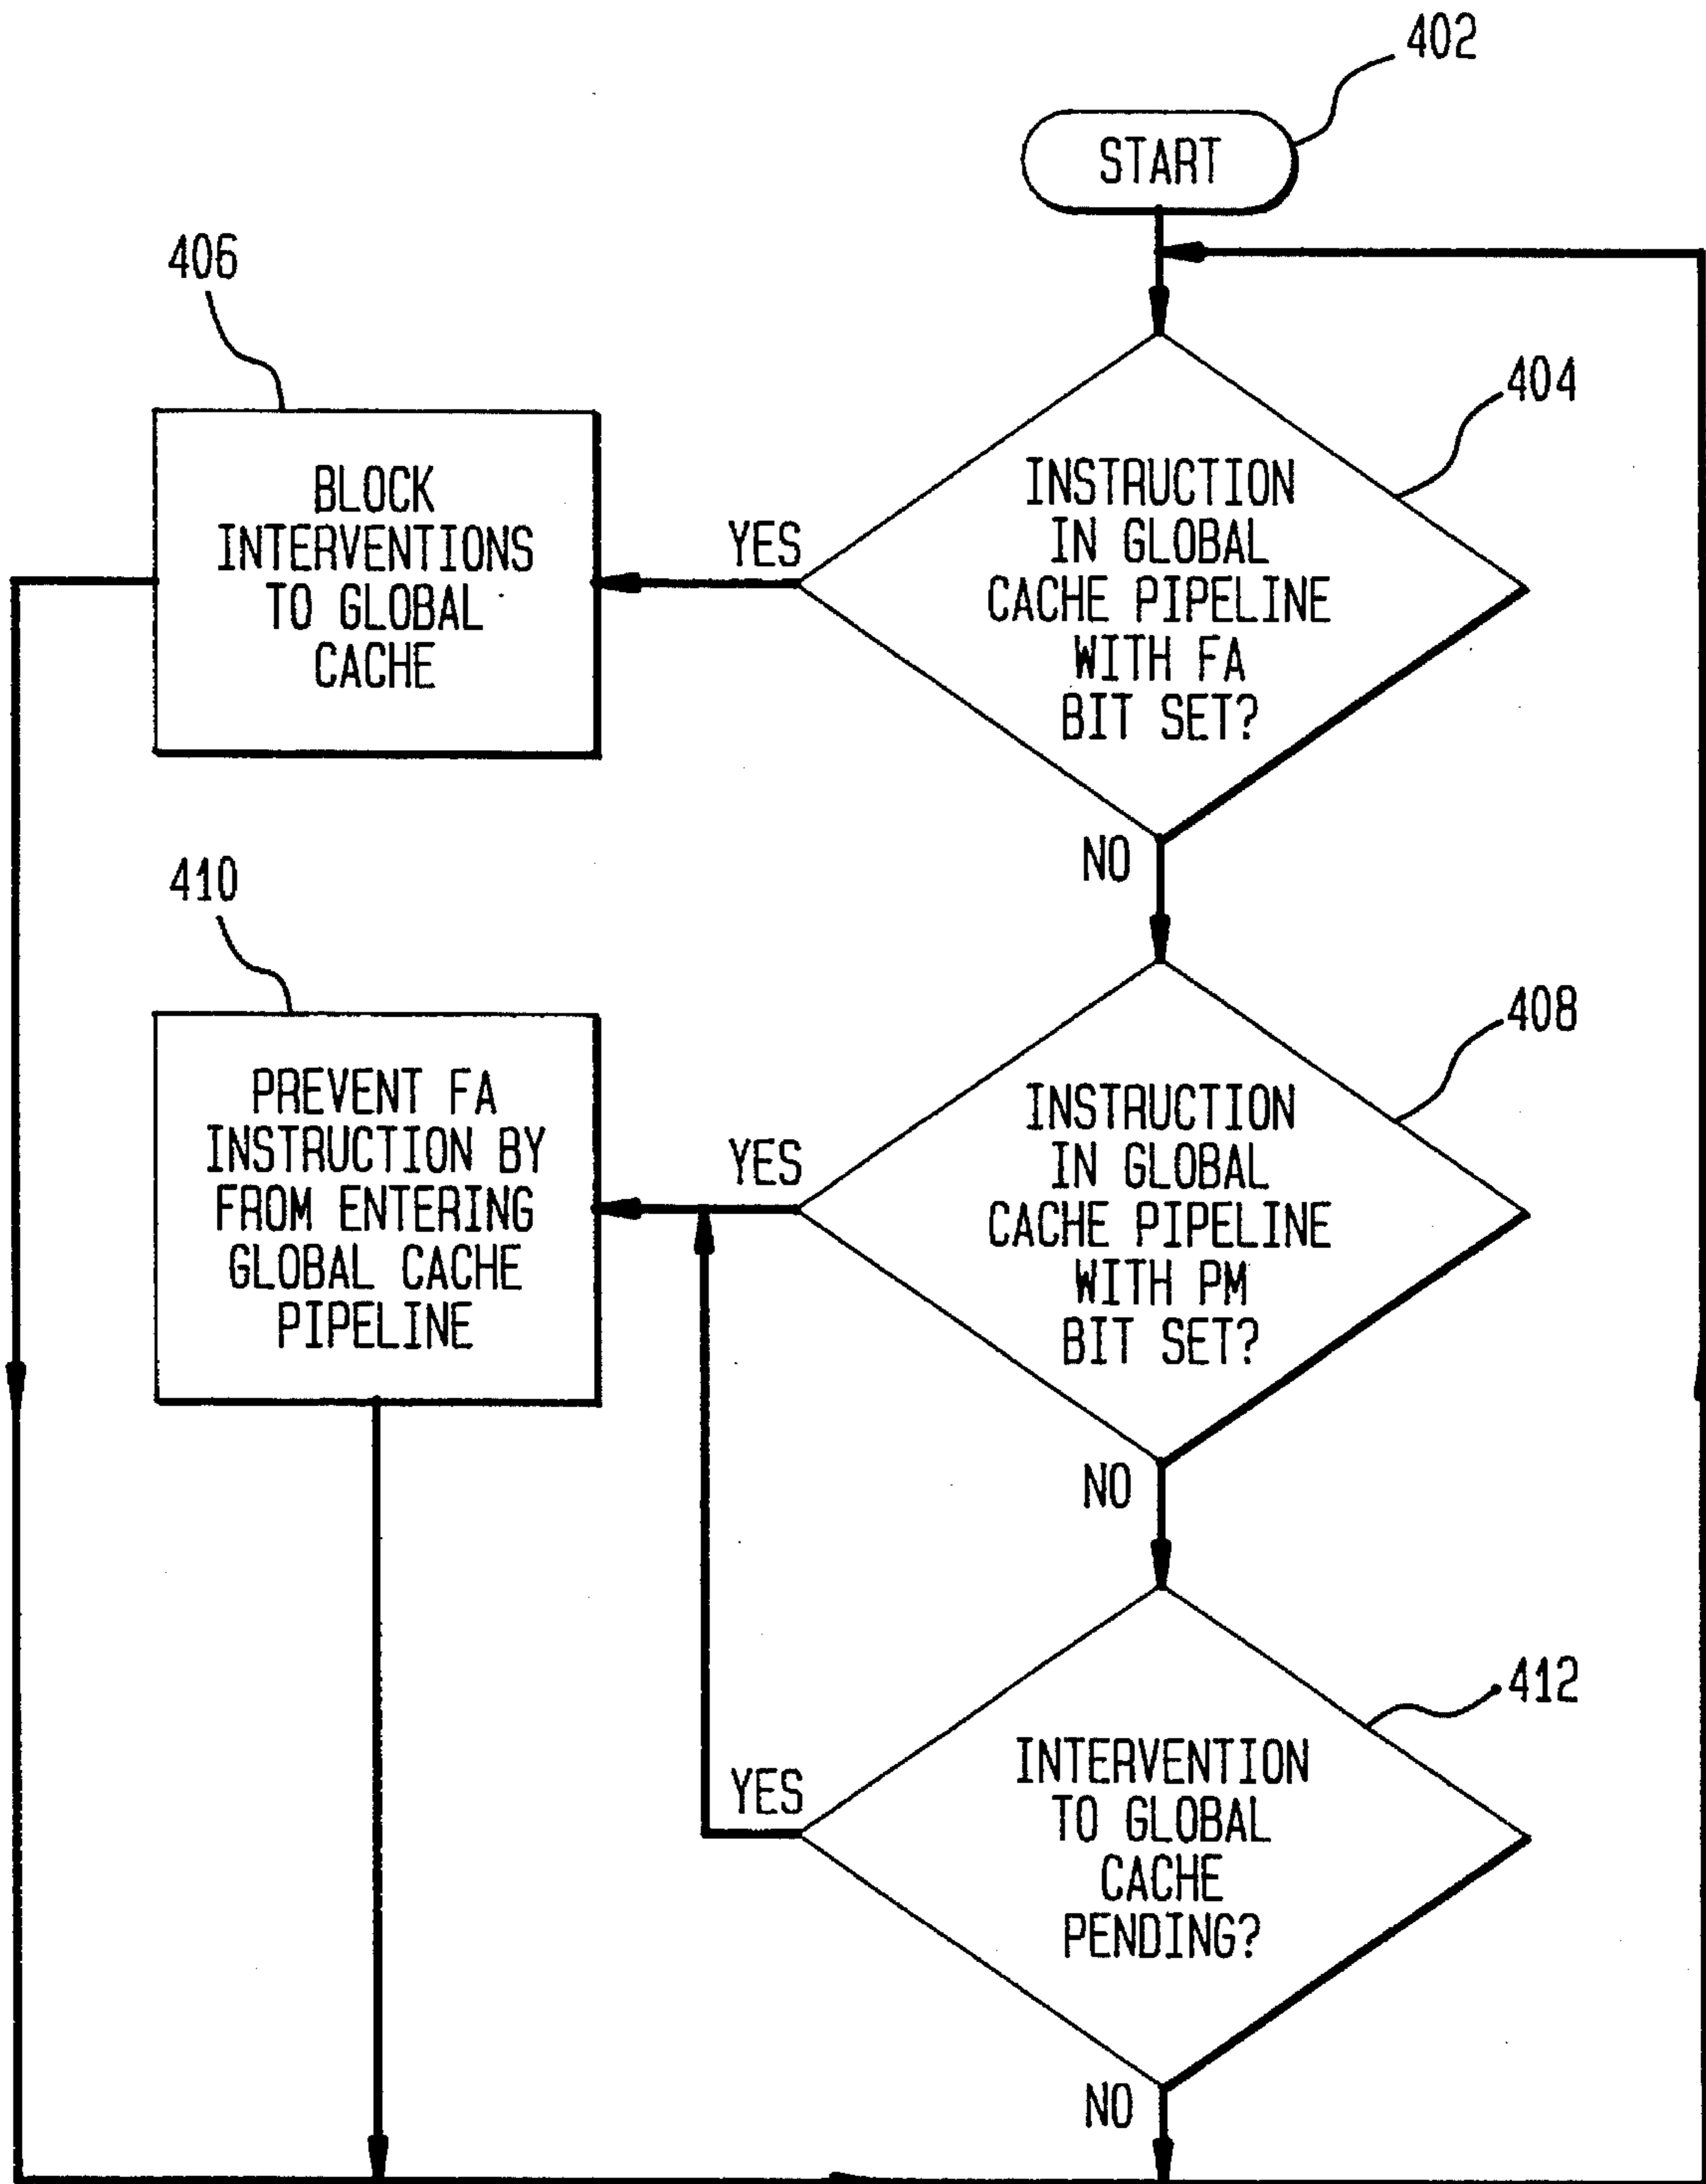 402
START
406
404
BLOCK
INTERVENTIONS
TO GLOBAL
CACHE
YES
INSTRUCTION
IN GLOBAL
CACHE PIPELINE
WITH FA
BIT SET?
NO
410
408
PREVENT FA
INSTRUCTION BY
FROM ENTERING
GLOBAL CACHE
PIPELINE
YES
INSTRUCTION
IN GLOBAL
CACHE PIPELINE
WITH PM
BIT SET?
NO
412
YES
INTERVENTION
TO GLOBAL
CACHE
PENDING?
NO